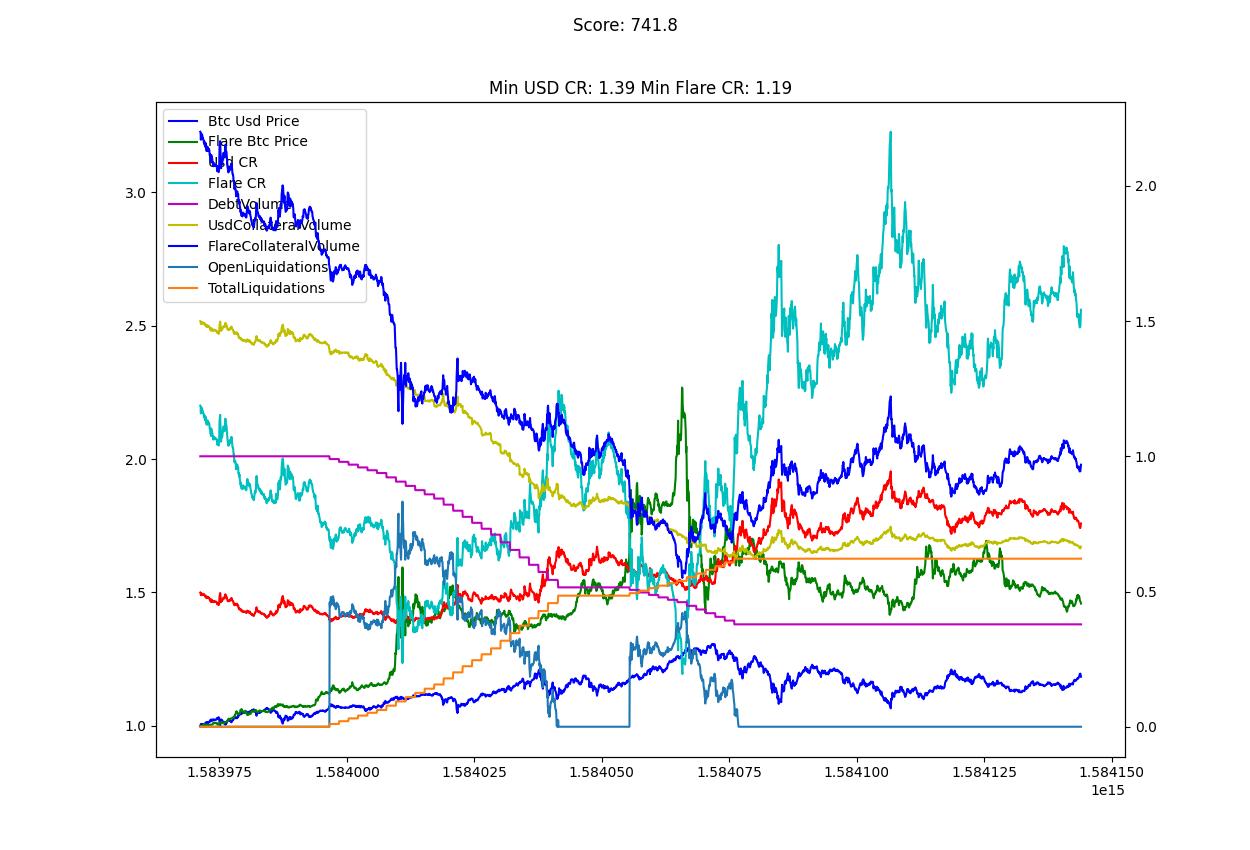 Score: 741.8
Min USD CR: 1.39 Min Flare CR: 1.19
Btc Usd Price
Flare Btc Price
Usd CR
Flare CR
DebtVolume
UsdCollateralVolume
FlareCollateralVolume
OpenLiquidations
TotalLiquidations
3.0
2.5
2.0
1.5
1.0
2.0
1.5
1.0
0.5
0.0
1.583975 1.584000 1.584025 1.584050 1.584075 1.584100 1.584125 1.584150
1e15